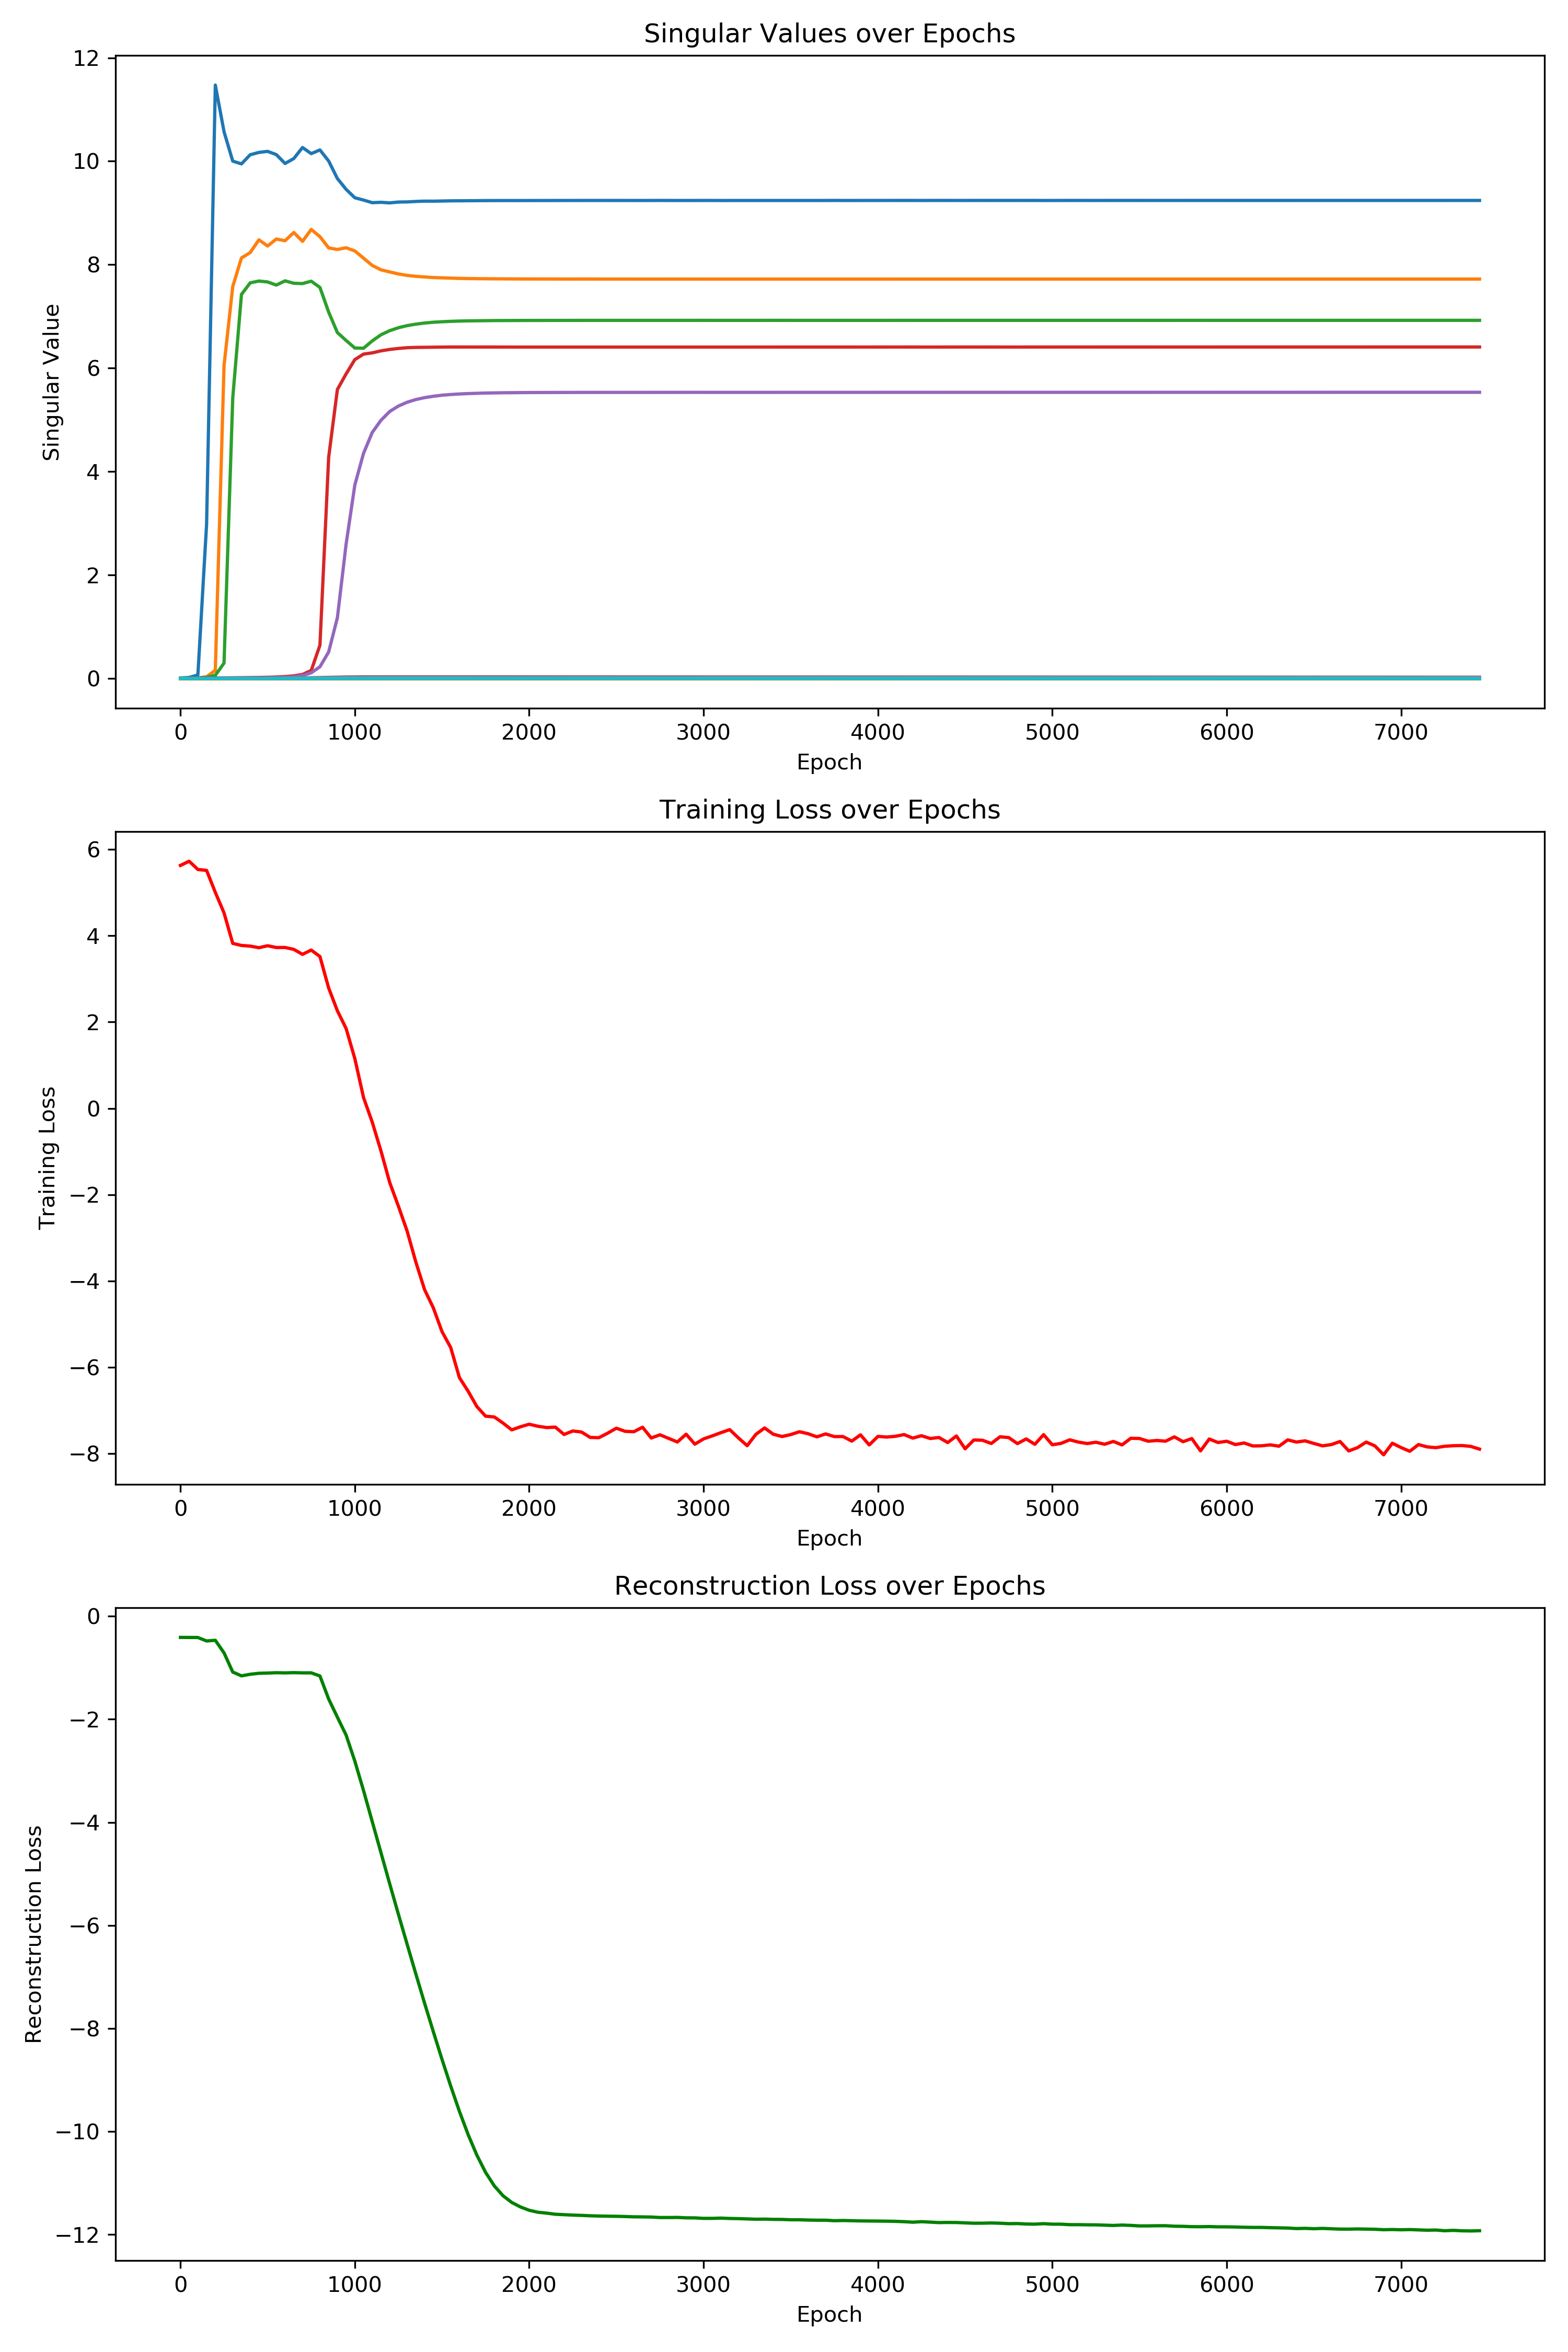 Singular Values over Epochs
12
10
8
6
4
2
0
Singular Value
0 1000 2000 3000 4000 5000 6000 7000
Epoch
Training Loss over Epochs
6
4
2
0
−2
−4
−6
−8
Training Loss
0 1000 2000 3000 4000 5000 6000 7000
Epoch
Reconstruction Loss over Epochs
0
−2
−4
−6
−8
−10
−12
Reconstruction Loss
0 1000 2000 3000 4000 5000 6000 7000
Epoch